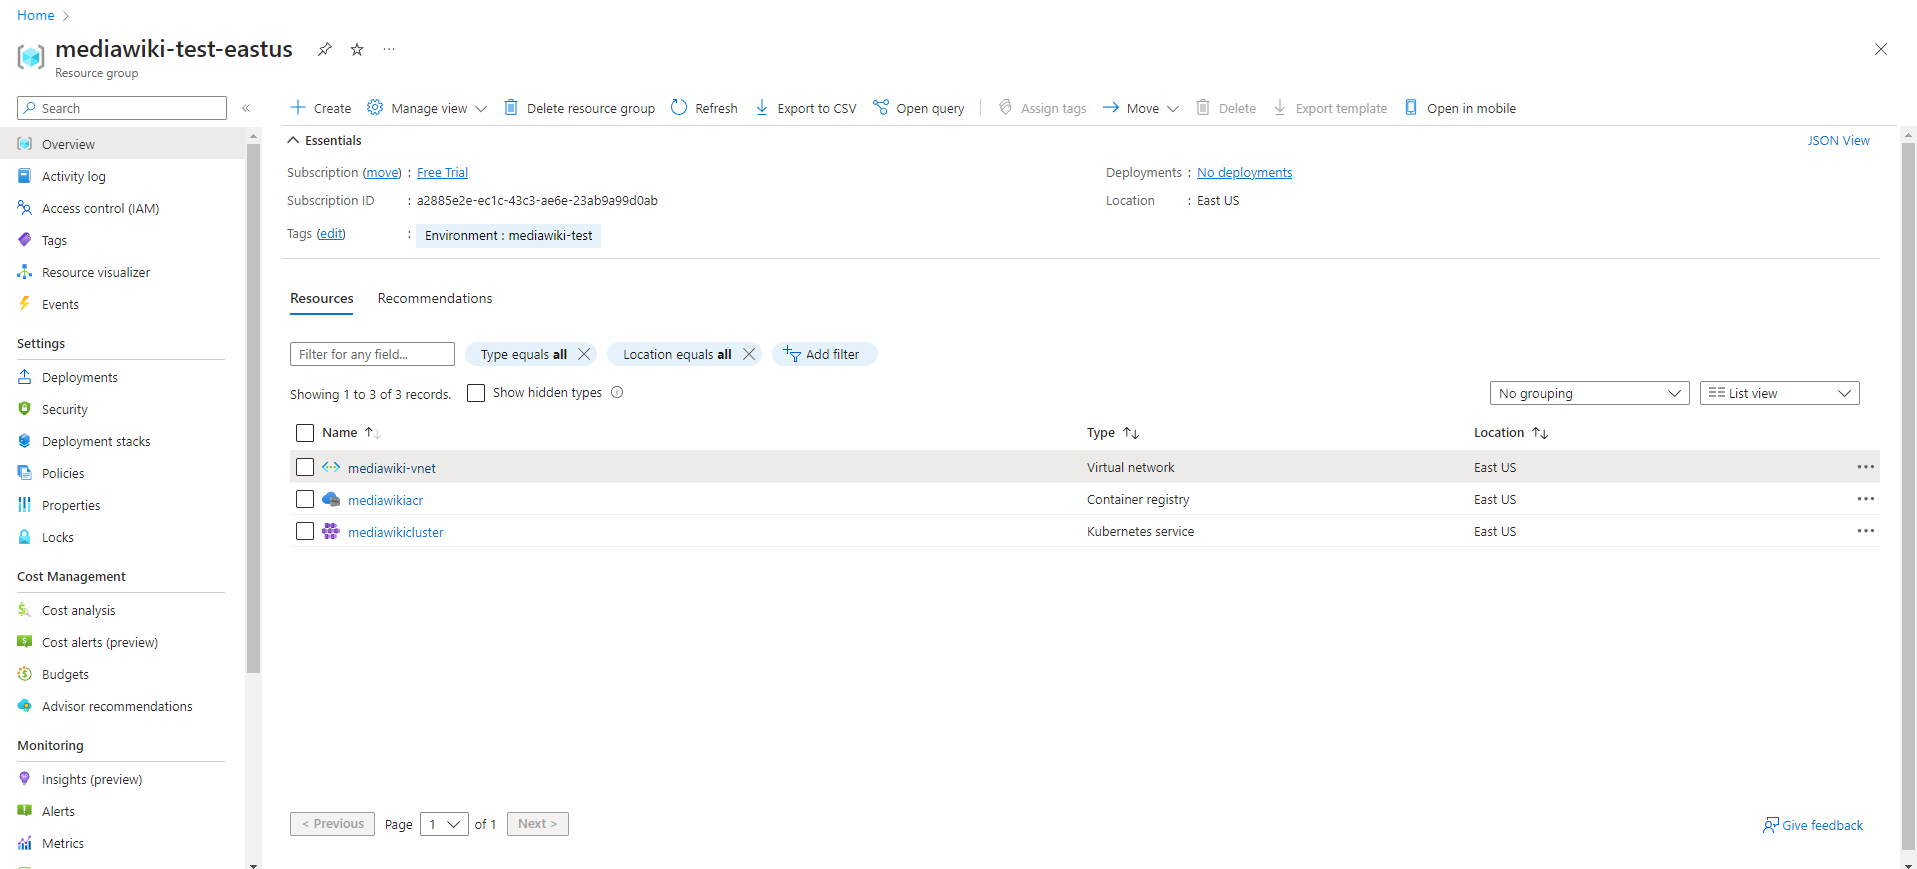 Home
mediawiki-test-eastus
Resource group
Search
Create
Manage view
Delete resource group
Refresh
Export to CSV
Open query
Assign tags
Move
Delete
Export template
Open in mobile
Overview
Activity log
Access control (IAM)
Tags
Resource visualizer
Events
Settings
Deployments
Security
Deployment stacks
Policies
Properties
Locks
Cost Management
Cost analysis
Cost alerts (preview)
Budgets
Advisor recommendations
Monitoring
Insights (preview)
Alerts
Metrics
Essentials
JSON View
Subscription (move) : Free Trial
Deployments : No deployments
Subscription ID : a2885e2e-ec1c-43c3-ae6e-23ab9a99d0ab
Location : East US
Tags (edit) : Environment : mediawiki-test
Resources Recommendations
Filter for any field... Type equals all Location equals all Add filter
Showing 1 to 3 of 3 records. Show hidden types No grouping List view
Name Type Location
mediawiki-vnet Virtual network East US
mediawikiacr Container registry East US
mediawikicluster Kubernetes service East US
< Previous Page 1 of 1 Next >
Give feedback